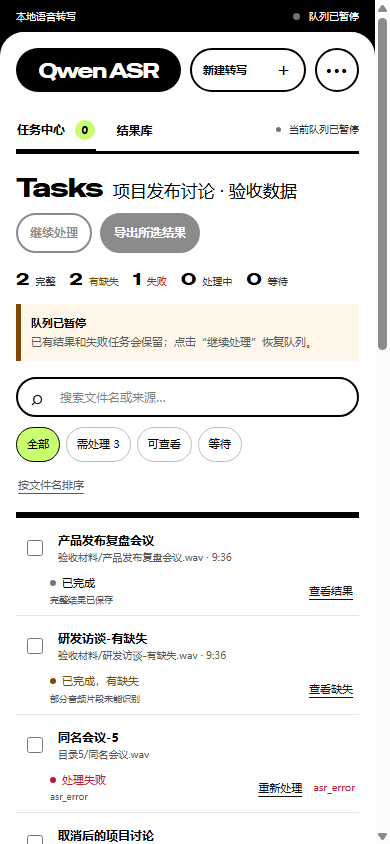 本地语音转写
队列已暂停
Qwen ASR
新建转写 +
任务中心 0
结果库
当前队列已暂停
Tasks 项目发布讨论 · 验收数据
继续处理
导出所选结果
2 完整 2 有缺失 1 失败 0 处理中 0 等待
队列已暂停
已有结果和失败任务会保留；点击“继续处理”恢复队列。
搜索文件名或来源...
全部
需处理 3
可查看
等待
按文件名排序
产品发布复盘会议
验收材料/产品发布复盘会议.wav · 9:36
已完成
完整结果已保存
查看结果
研发访谈-有缺失
验收材料/研发访谈-有缺失.wav · 9:36
已完成，有缺失
部分音频片段未能识别
查看缺失
同名会议-5
目录5/同名会议.wav
处理失败
asr_error
重新处理
asr_error
取消后的项目讨论